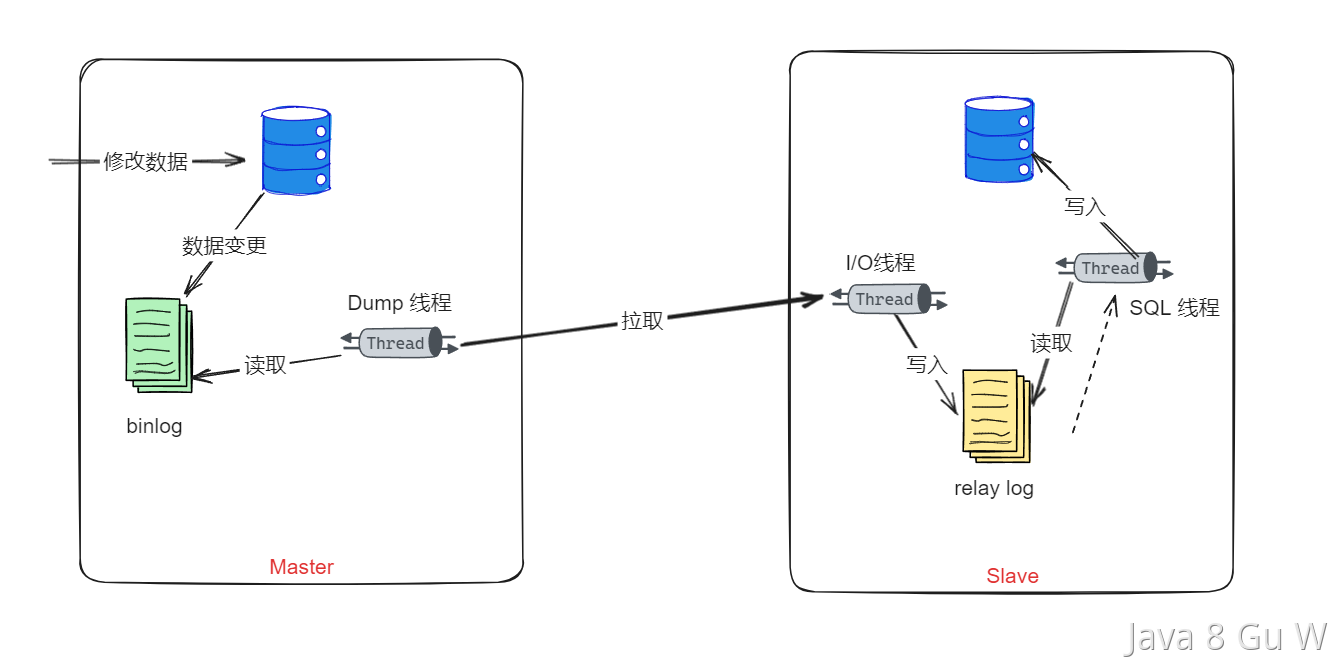 修改数据
数据变更
Dump 线程
Thread
读取
binlog
Master
拉取
写入
I/O线程
Thread
Thread
SQL 线程
写入
读取
relay log
Slave
Java 8 Gu W